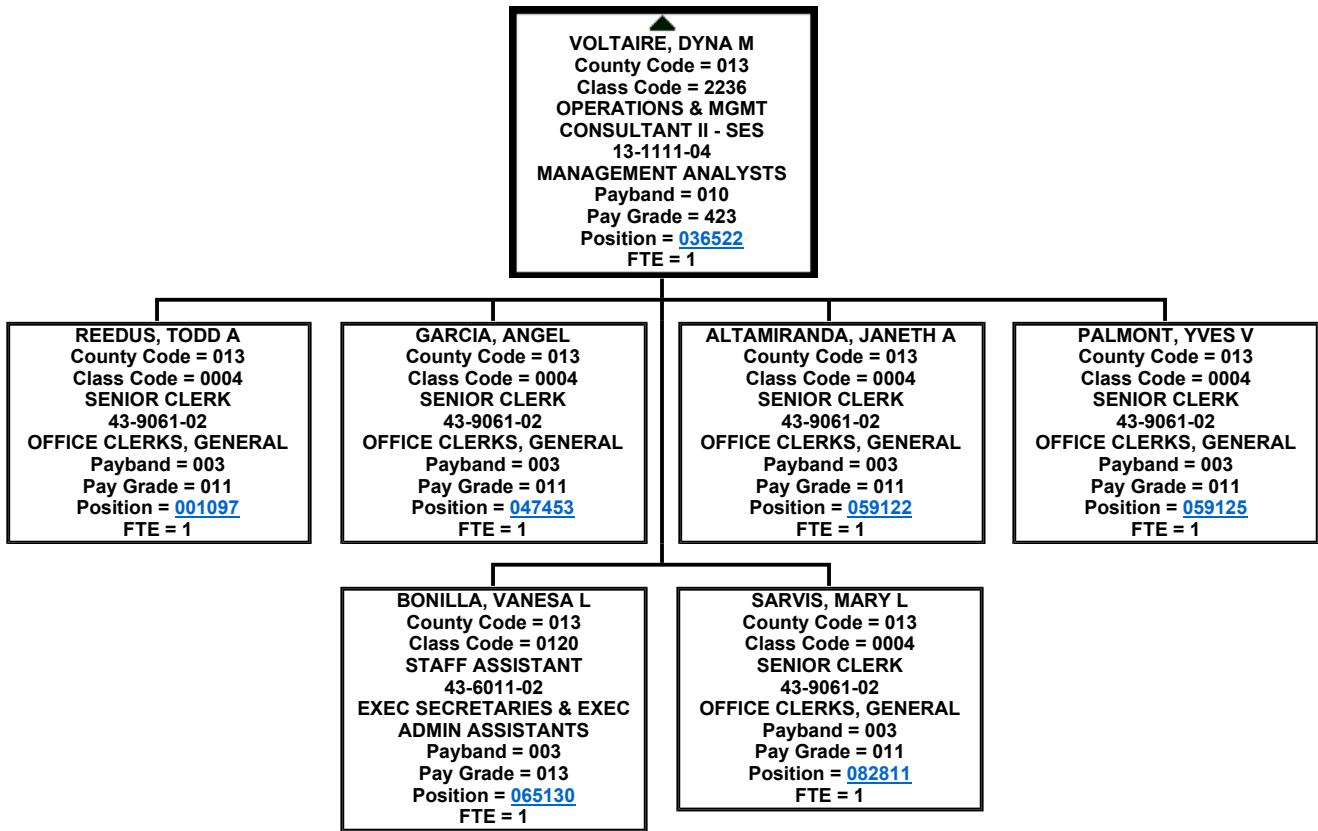 VOLTAIRE, DYNA M
County Code = 013
Class Code = 2236
OPERATIONS & MGMT
CONSULTANT II - SES
13-1111-04
MANAGEMENT ANALYSTS
Payband = 010
Pay Grade = 423
Position = 036522
FTE = 1
REEDUS, TODD A
County Code = 013
Class Code = 0004
SENIOR CLERK
43-9061-02
OFFICE CLERKS, GENERAL
Payband = 003
Pay Grade = 011
Position = 001097
FTE = 1
GARCIA, ANGEL
County Code = 013
Class Code = 0004
SENIOR CLERK
43-9061-02
OFFICE CLERKS, GENERAL
Payband = 003
Pay Grade = 011
Position = 047453
FTE = 1
ALTAMIRANDA, JANETH A
County Code = 013
Class Code = 0004
SENIOR CLERK
43-9061-02
OFFICE CLERKS, GENERAL
Payband = 003
Pay Grade = 011
Position = 059122
FTE = 1
PALMONT, YVES V
County Code = 013
Class Code = 0004
SENIOR CLERK
43-9061-02
OFFICE CLERKS, GENERAL
Payband = 003
Pay Grade = 011
Position = 059125
FTE = 1
BONILLA, VANESA L
County Code = 013
Class Code = 0120
STAFF ASSISTANT
43-6011-02
EXEC SECRETARIES & EXEC
ADMIN ASSISTANTS
Payband = 003
Pay Grade = 013
Position = 065130
FTE = 1
SARVIS, MARY L
County Code = 013
Class Code = 0004
SENIOR CLERK
43-9061-02
OFFICE CLERKS, GENERAL
Payband = 003
Pay Grade = 011
Position = 082811
FTE = 1